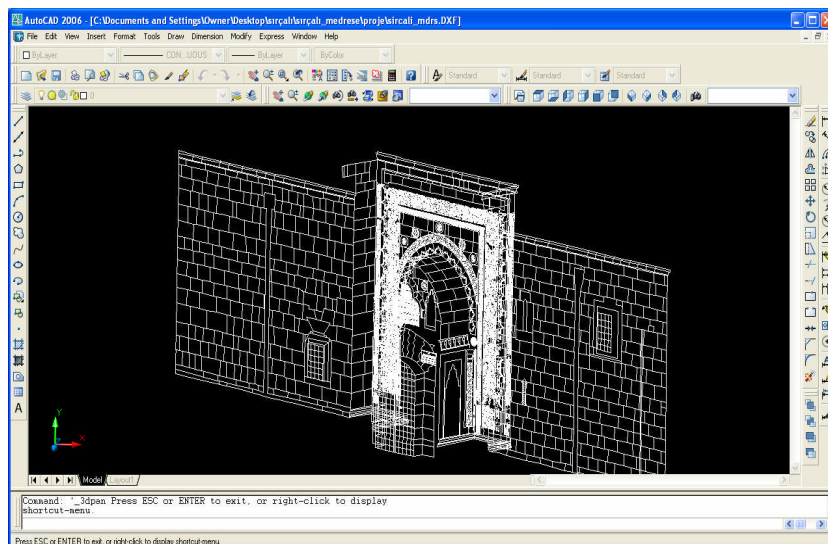 AutoCAD 2006 - [C:\Documents and Settings\Owner\Desktop\sırçalı\sırçalı_medrese\proje\sircali_mdrs.DXF]
File Edit View Insert Format Tools Draw Dimension Modify Express Window Help
ByLayer CON...UOUS ByLayer ByColor
Standard Standard Standard
0
Y
X
Z
A
Model Layout1
Command: '_3dpan Press ESC or ENTER to exit, or right-click to display
shortcut-menu.
Press ESC or ENTER to exit, or right-click to display shortcut-menu.